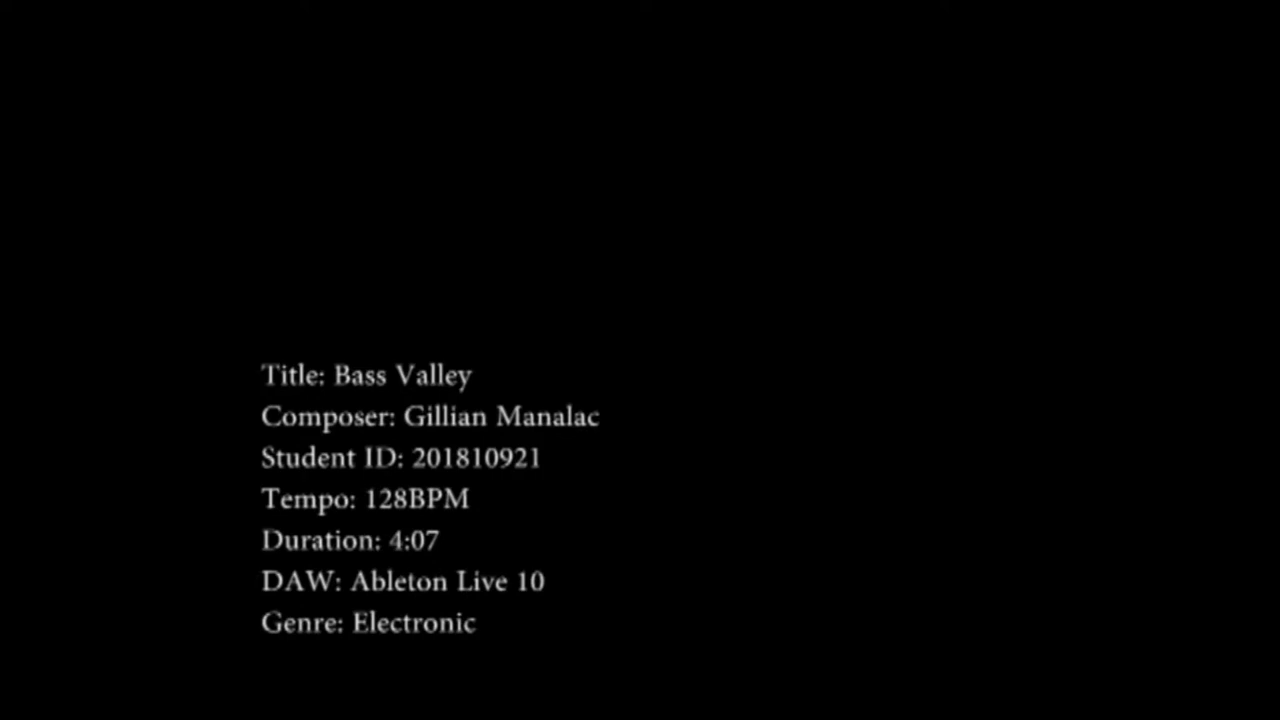 Title: Bass Valley
Composer: Gillian Manalac
Student ID: 201810921
Tempo: 128BPM
Duration: 4:07
DAW: Ableton Live 10
Genre: Electronic